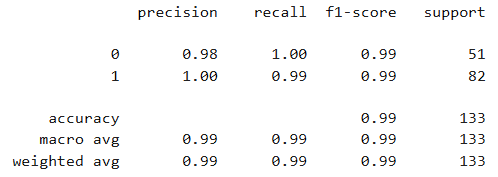 precision recall f1-score support
0 0.98 1.00 0.99 51
1 1.00 0.99 0.99 82
accuracy 0.99 133
macro avg 0.99 0.99 0.99 133
weighted avg 0.99 0.99 0.99 133